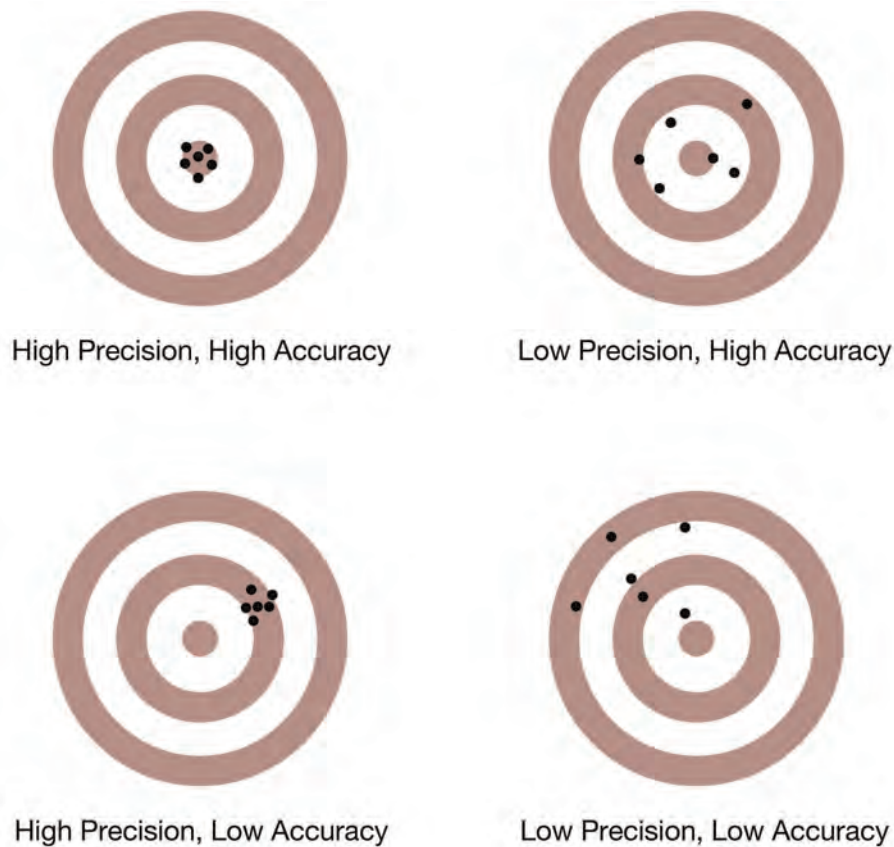 High Precision, High Accuracy
Low Precision, High Accuracy
High Precision, Low Accuracy
Low Precision, Low Accuracy